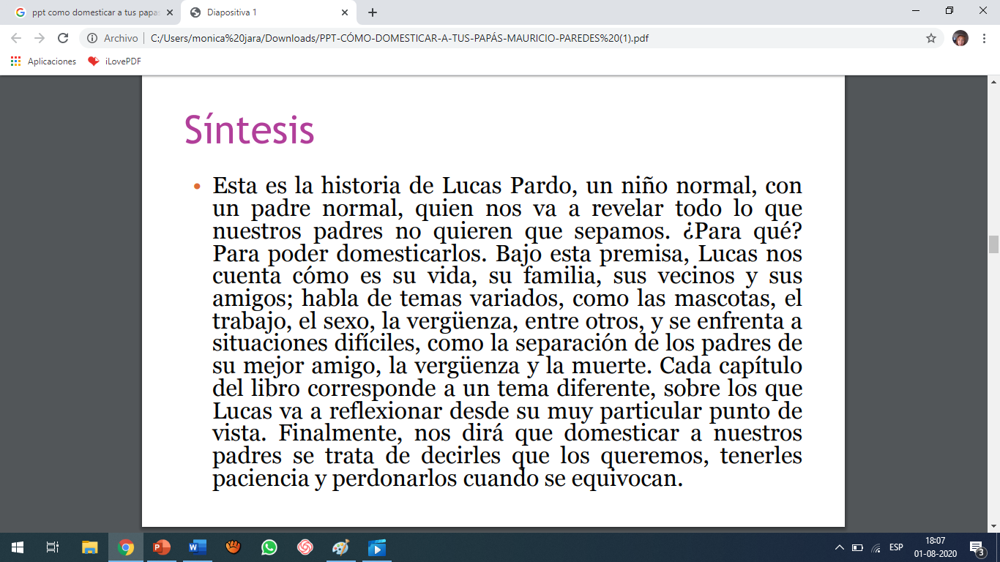 ppt como domesticar a tus papas
Diapositiva 1
Archivo
C:/Users/monica%20jara/Downloads/PPT-CÓMO-DOMESTICAR-A-TUS-PAPÁS-MAURICIO-PAREDES%20(1).pdf
Aplicaciones
iLovePDF
Síntesis
• Esta es la historia de Lucas Pardo, un niño normal, con
un padre normal, quien nos va a revelar todo lo que
nuestros padres no quieren que sepamos. ¿Para qué?
Para poder domesticarlos. Bajo esta premisa, Lucas nos
cuenta cómo es su vida, su familia, sus vecinos y sus
amigos; habla de temas variados, como las mascotas, el
trabajo, el sexo, la vergüenza, entre otros, y se enfrenta a
situaciones difíciles, como la separación de los padres de
su mejor amigo, la vergüenza y la muerte. Cada capítulo
del libro corresponde a un tema diferente, sobre los que
Lucas va a reflexionar desde su muy particular punto de
vista. Finalmente, nos dirá que domesticar a nuestros
padres se trata de decirles que los queremos, tenerles
paciencia y perdonarlos cuando se equivocan.
ESP
18:07
01-08-2020
3